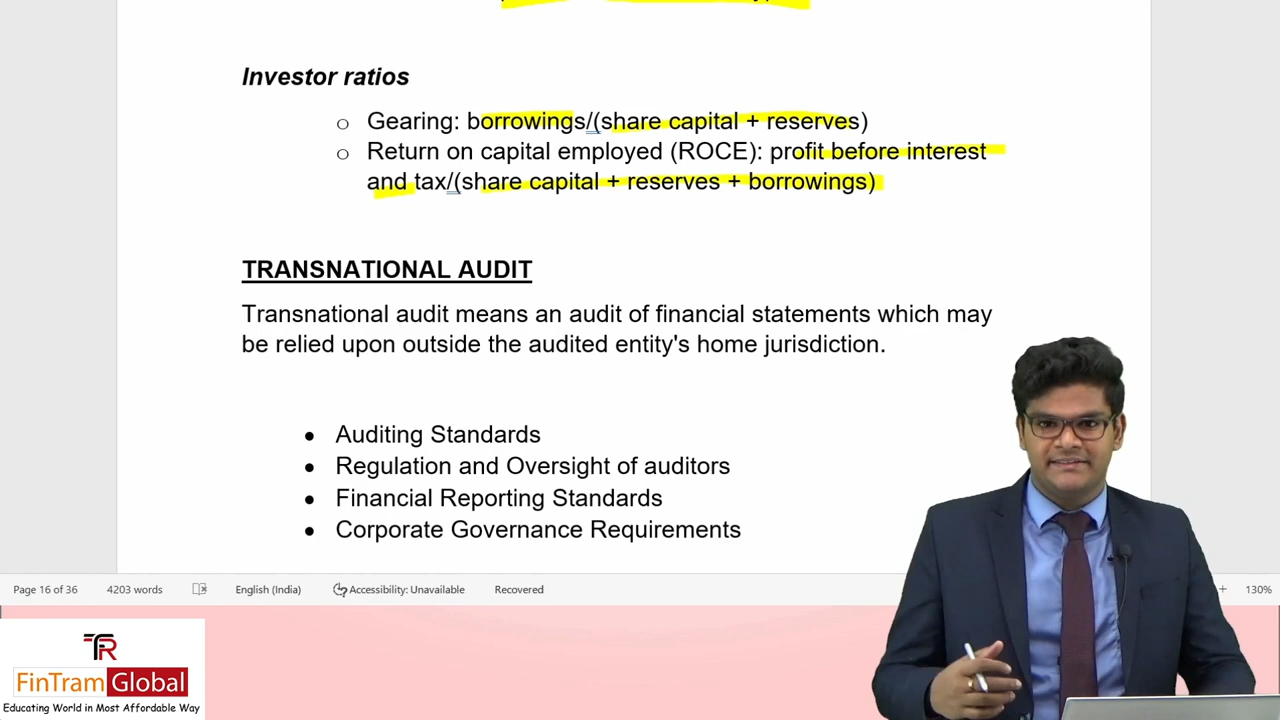 Investor ratios
o Gearing: borrowings/(share capital + reserves)
o Return on capital employed (ROCE): profit before interest
and tax/(share capital + reserves + borrowings)
TRANSNATIONAL AUDIT
Transnational audit means an audit of financial statements which may
be relied upon outside the audited entity's home jurisdiction.
• Auditing Standards
• Regulation and Oversight of auditors
• Financial Reporting Standards
• Corporate Governance Requirements
Page 16 of 36 4203 words English (India) Accessibility: Unavailable Recovered + 130%
FinTram Global
Educating World in Most Affordable Way